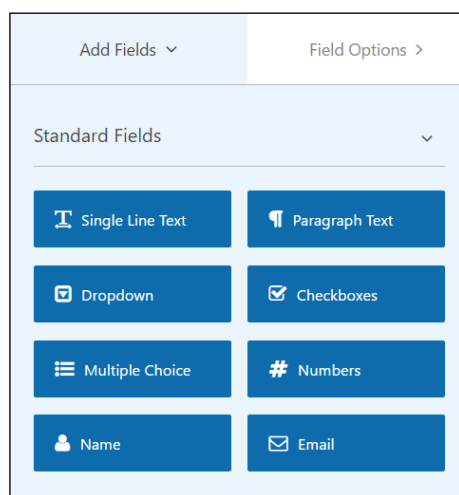 Add Fields Field Options
Standard Fields
Single Line Text Paragraph Text
Dropdown Checkboxes
Multiple Choice Numbers
Name Email